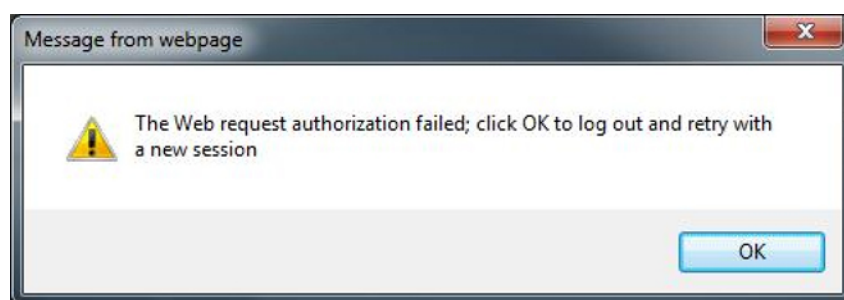 Message from webpage
The Web request authorization failed; click OK to log out and retry with
a new session
OK